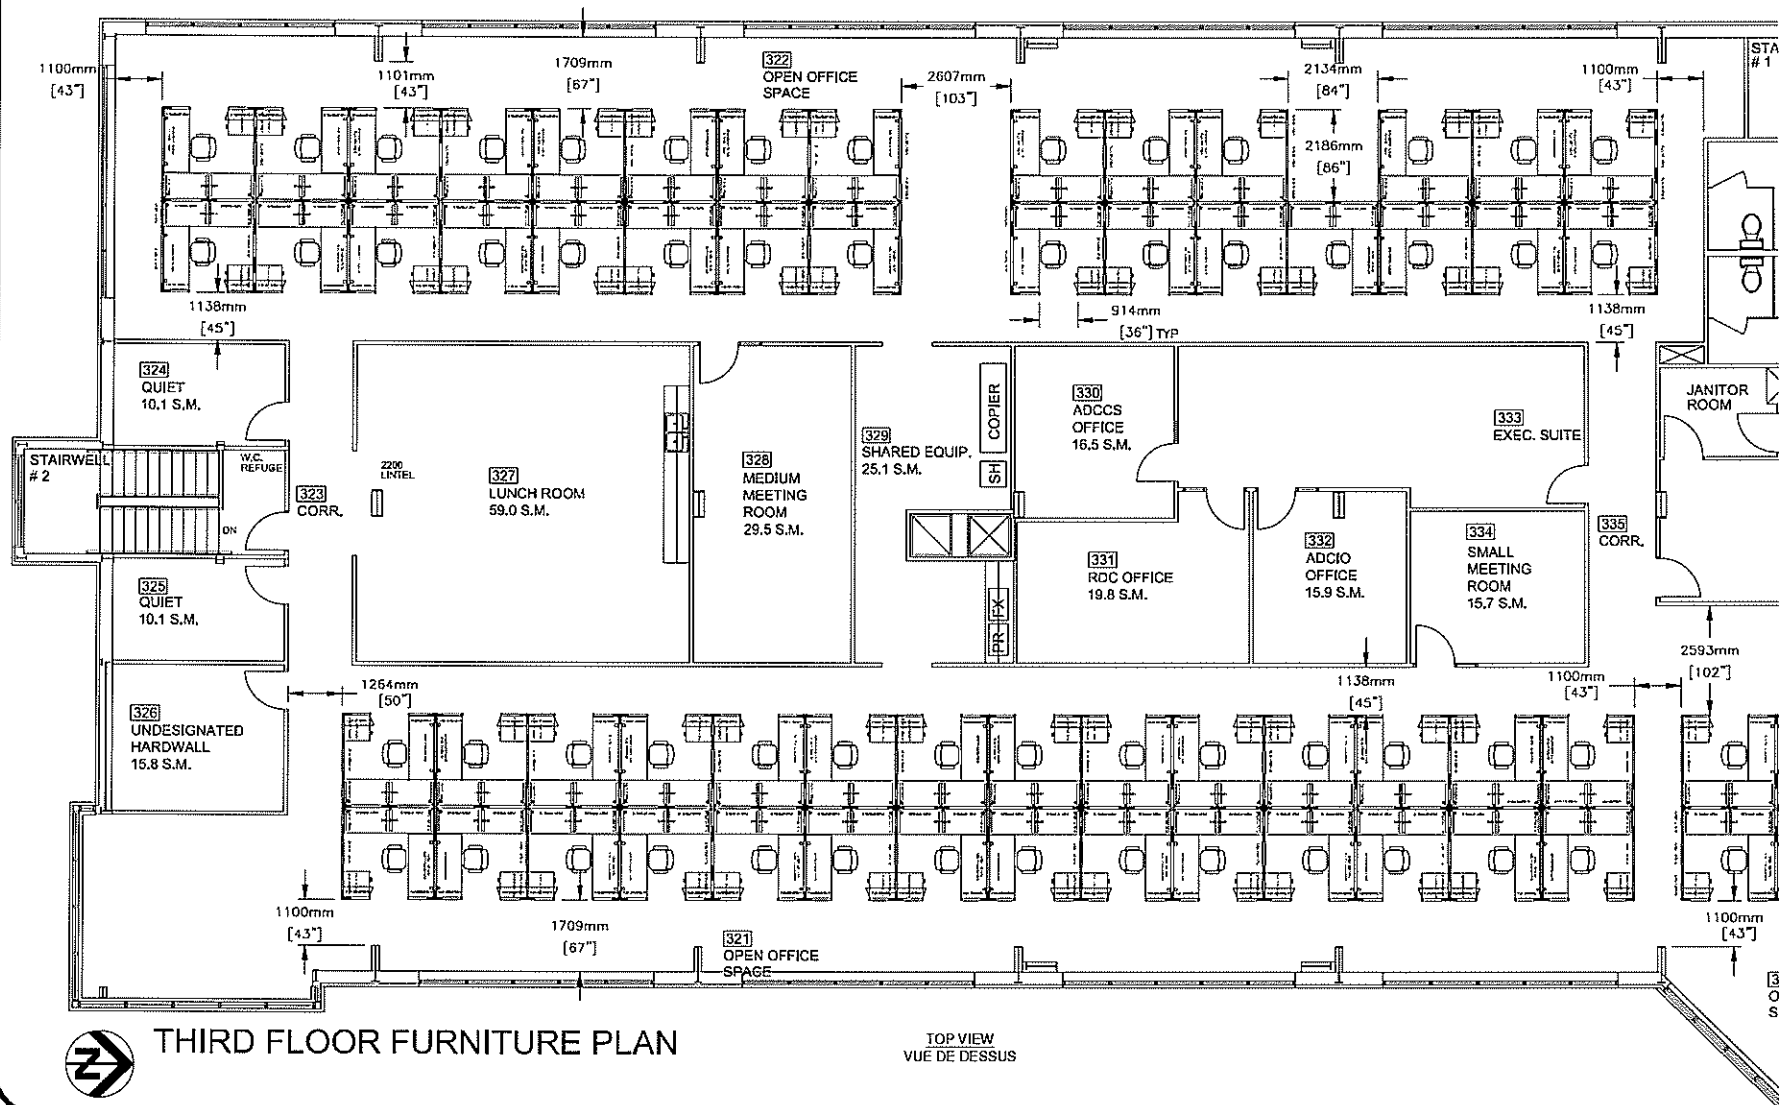 1100mm
[43"]
1101mm
[43"]
1709mm
[67"]
322
OPEN OFFICE
SPACE
2607mm
[103"]
2134mm
[84"]
1100mm
[43"]
STA
# 1
2186mm
[86"]
1138mm
[45"]
914mm
[36"] TYP
1138mm
[45"]
324
QUIET
10.1 S.M.
STAIRWELL
# 2
W.C.
REFUGE
DN
323
CORR.
2200
LINTEL
327
LUNCH ROOM
59.0 S.M.
328
MEDIUM
MEETING
ROOM
29.5 S.M.
329
SHARED EQUIP.
25.1 S.M.
COPIER
SH
330
ADCCS
OFFICE
16.5 S.M.
333
EXEC. SUITE
JANITOR
ROOM
325
QUIET
10.1 S.M.
FX
PR
331
RDC OFFICE
19.8 S.M.
332
ADCIO
OFFICE
15.9 S.M.
334
SMALL
MEETING
ROOM
15.7 S.M.
335
CORR.
326
UNDESIGNATED
HARDWALL
15.8 S.M.
1264mm
[50"]
1138mm
[45"]
1100mm
[43"]
2593mm
[102"]
1100mm
[43"]
1709mm
[67"]
321
OPEN OFFICE
SPACE
1100mm
[43"]
3
O
S
N
THIRD FLOOR FURNITURE PLAN
TOP VIEW
VUE DE DESSUS